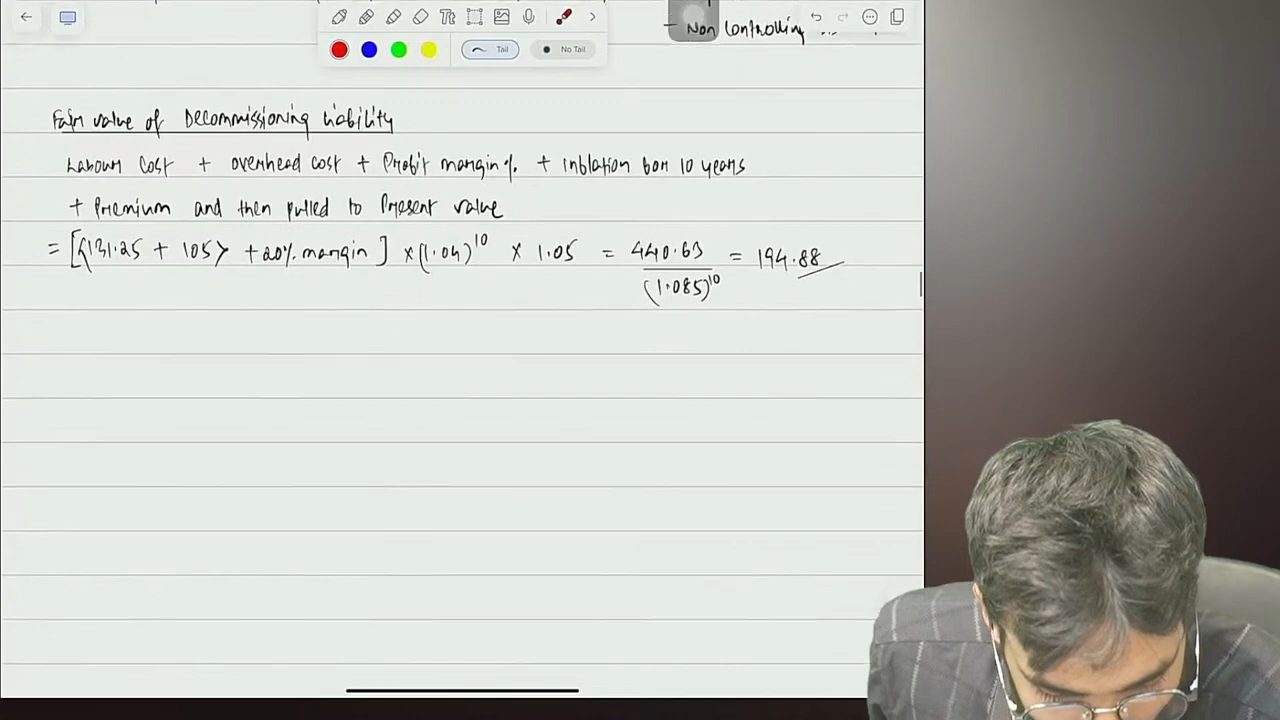 - Non Controlling
Tail
No Tail
Fair value of Decommissioning Liability
Labour Cost + overhead cost + Profit margin % + inflation for 10 years
+ Premium and then pulled to Present value
= [{131.25 + 105} + 20% margin] × (1.04)^10 × 1.05 = 440.63 / (1.085)^10 = 194.88